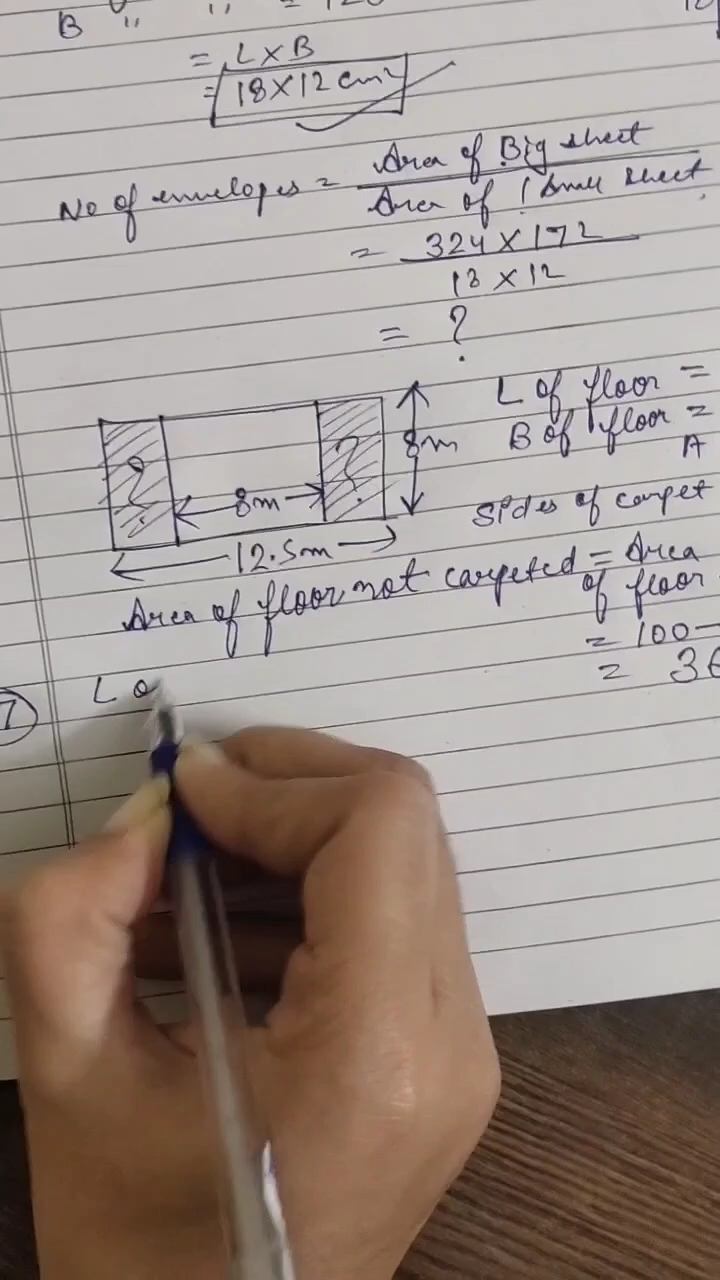 B " " = 120
= L × B
= 18 × 12 cm²
No of envelopes = Area of Big sheet
Area of 1 small sheet
= 324 × 172
18 × 12
= ?
L of floor =
B of floor =
A
8m
? ?
8m
12.5m
Sides of carpet
Area of floor not carpeted = Area
of floor
= 100 –
= 36
7 L o